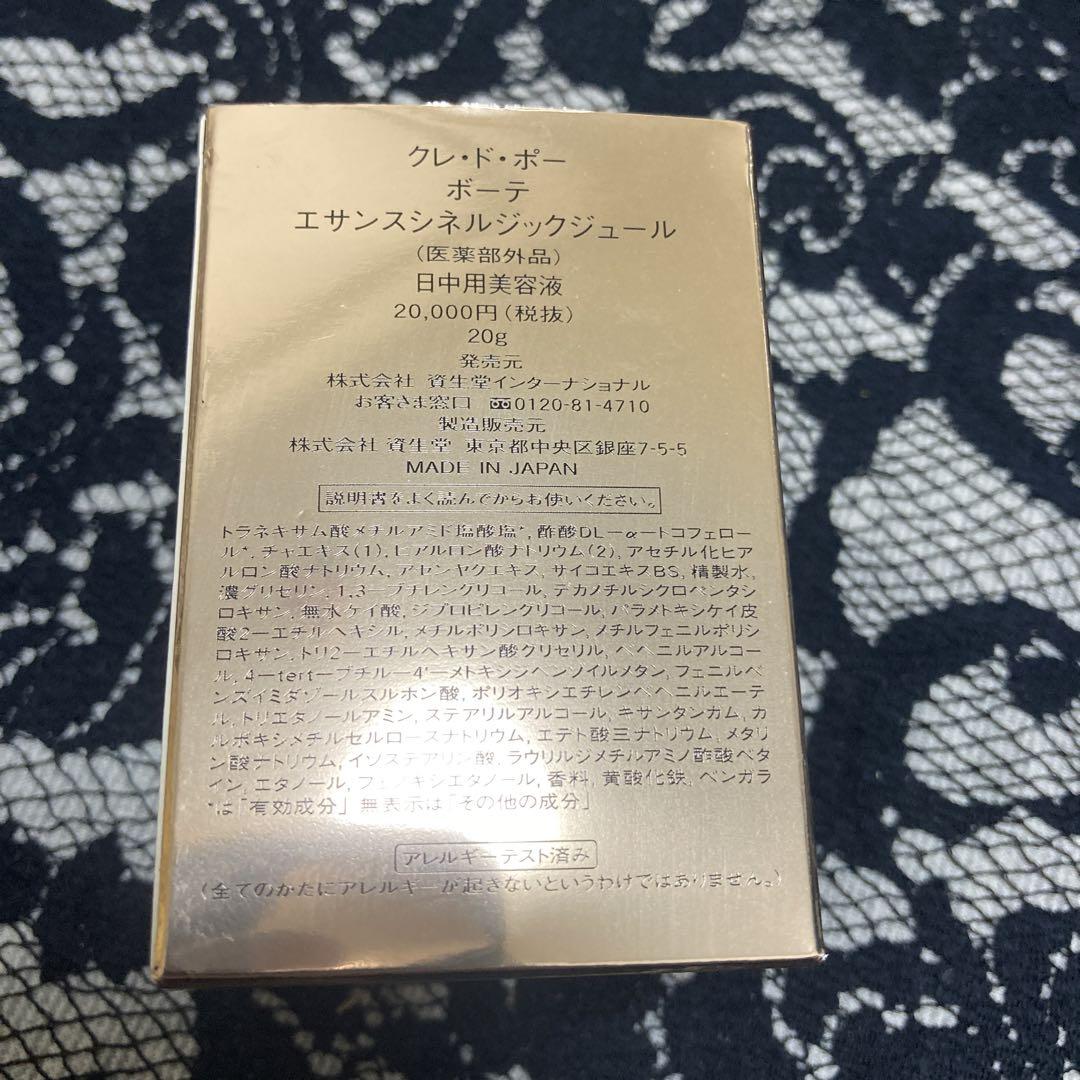 クレ・ド・ポー
ボーテ
エサンスシネルジックジュール
(医薬部外品)
日中用美容液
20,000円(税抜)
20g
発売元
株式会社 資生堂インターナショナル
お客さま窓口 0120-81-4710
製造販売元
株式会社 資生堂 東京都中央区銀座7-5-5
MADE IN JAPAN
説明書をよく読んでからお使いください。
トラネキサム酸メチルアミド塩酸塩*, 酢酸DL-α-トコフェロ
ール*, チャエキス(1), ヒアルロン酸ナトリウム(2), アセチル化ヒア
ルロン酸ナトリウム, アセンヤクエキス, サイコエキスBS, 精製水,
濃グリセリン, 1,3-ブチレングリコール, デカメチルシクロペンタシ
ロキサン, 無水ケイ酸, ジプロピレングリコール, パラメトキシケイ皮
酸2-エチルヘキシル, メチルポリシロキサン, メチルフェニルポリシ
ロキサン, トリ2-エチルヘキサン酸グリセリル, ベヘニルアルコー
ル, 4-tert-ブチル-4'-メトキシジベンゾイルメタン, フェニルベ
ンズイミダゾールスルホン酸, ポリオキシエチレンベヘニルエーテ
ル, トリエタノールアミン, ステアリルアルコール, キサンタンガム, カ
ルボキシメチルセルロースナトリウム, エデト酸三ナトリウム, メタリ
ン酸ナトリウム, イソステアリン酸, ラウリルジメチルアミノ酢酸ベタ
イン, エタノール, フェノキシエタノール, 香料, 黄酸化鉄, ベンガラ
*は「有効成分」 無表示は「その他の成分」
アレルギーテスト済み
(全てのかたにアレルギーが起きないというわけではありません。)